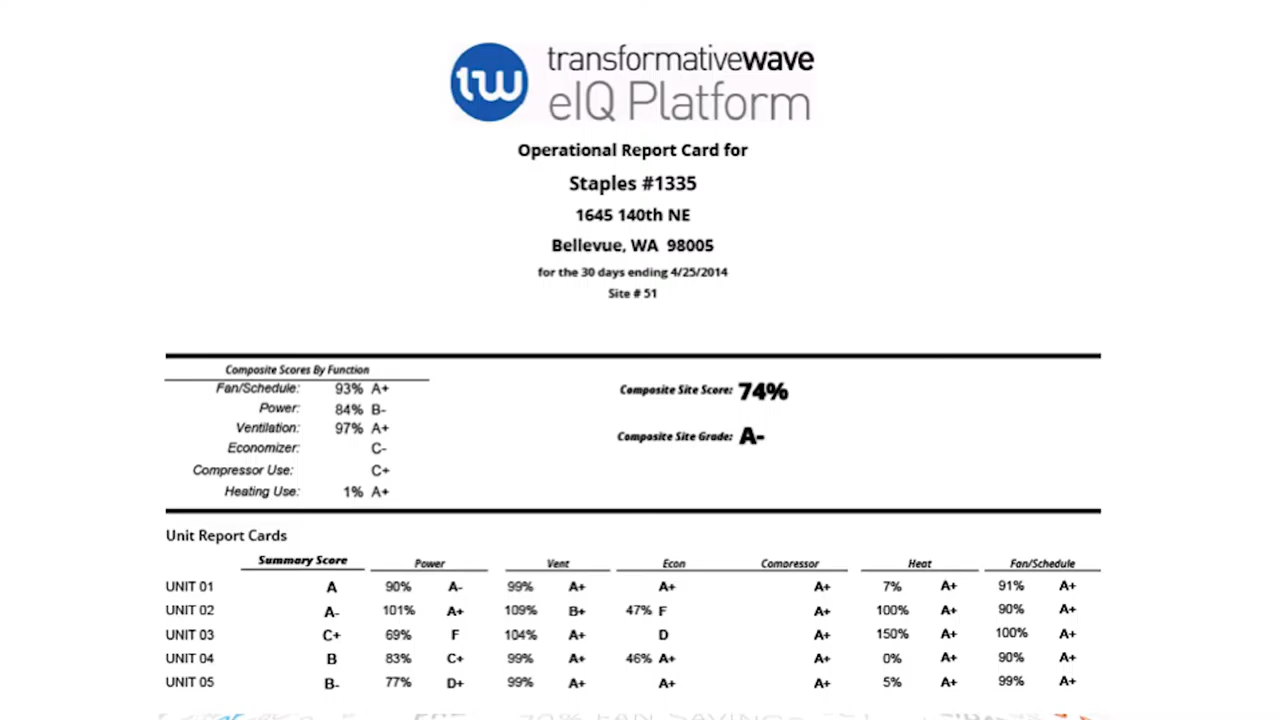 tw transformativewave
eIQ Platform
Operational Report Card for
Staples #1335
1645 140th NE
Bellevue, WA 98005
for the 30 days ending 4/25/2014
Site # 51
Composite Scores By Function
Fan/Schedule: 93% A+
Power: 84% B-
Ventilation: 97% A+
Economizer: C-
Compressor Use: C+
Heating Use: 1% A+
Composite Site Score: 74%
Composite Site Grade: A-
Unit Report Cards
Summary Score Power Vent Econ Comoressor Heat Fan/Schedule
UNIT 01 A 90% A- 99% A+ A+ A+ 7% A+ 91% A+
UNIT 02 A- 101% A+ 109% B+ 47% F A+ 100% A+ 90% A+
UNIT 03 C+ 69% F 104% A+ D A+ 150% A+ 100% A+
UNIT 04 B 83% C+ 99% A+ 46% A+ A+ 0% A+ 90% A+
UNIT 05 B- 77% D+ 99% A+ A+ A+ 5% A+ 99% A+
70% FAN SAVING